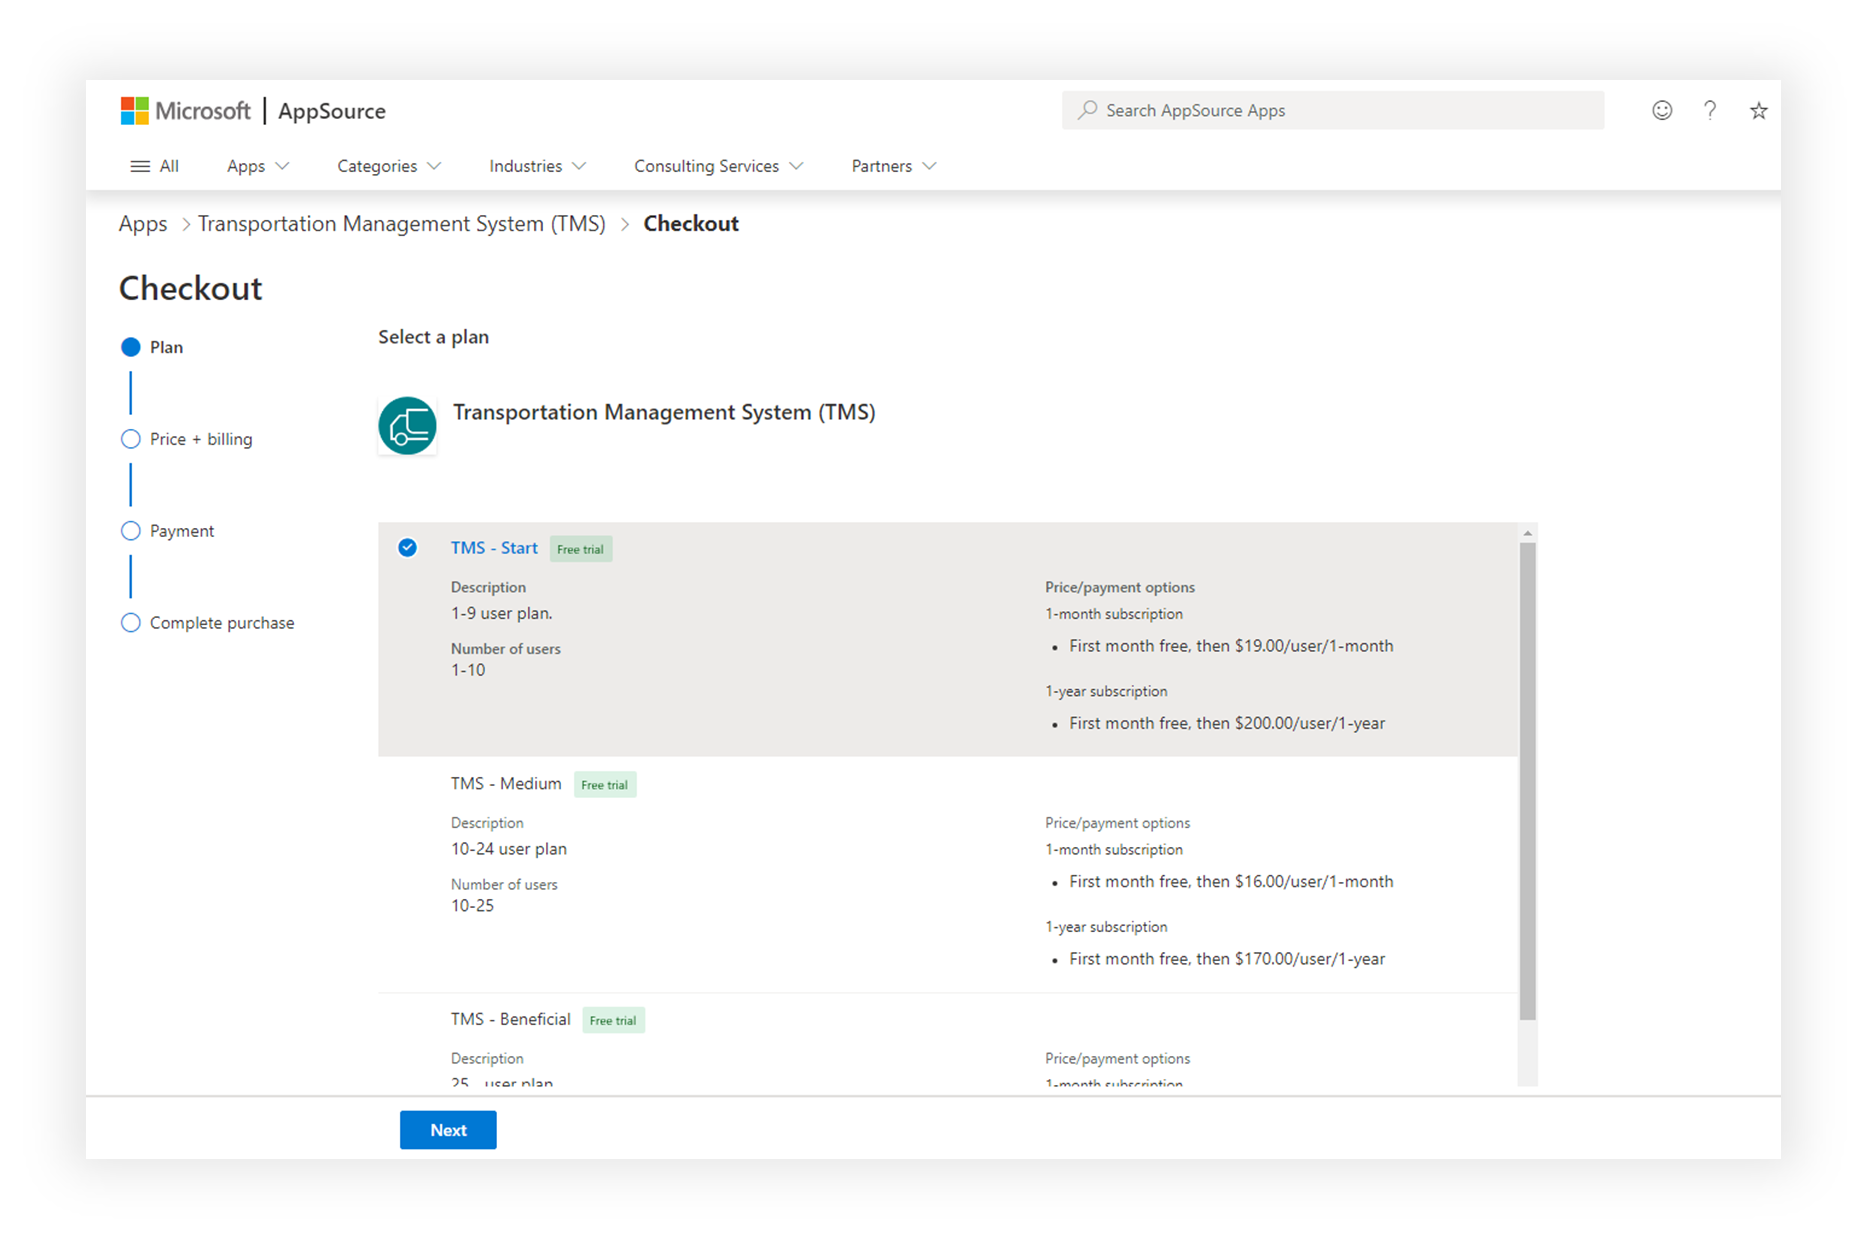 Microsoft | AppSource
Search AppSource Apps
?
All Apps Categories Industries Consulting Services Partners
Apps > Transportation Management System (TMS) > Checkout
Checkout
Plan
Price + billing
Payment
Complete purchase
Select a plan
Transportation Management System (TMS)
TMS - Start Free trial
Description
1-9 user plan.
Number of users
1-10
Price/payment options
1-month subscription
• First month free, then $19.00/user/1-month
1-year subscription
• First month free, then $200.00/user/1-year
TMS - Medium Free trial
Description
10-24 user plan
Number of users
10-25
Price/payment options
1-month subscription
• First month free, then $16.00/user/1-month
1-year subscription
• First month free, then $170.00/user/1-year
TMS - Beneficial Free trial
Description
25 user plan
Price/payment options
1-month subscription
Next